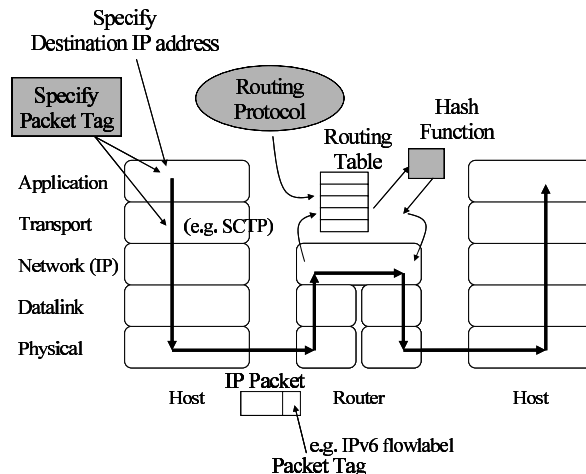 Specify
Destination IP address
Specify
Packet Tag
Routing
Protocol
Routing
Table
Hash
Function
Application
Transport
(e.g. SCTP)
Network (IP)
Datalink
Physical
Host
IP Packet
Router
Host
e.g. IPv6 flowlabel
Packet Tag